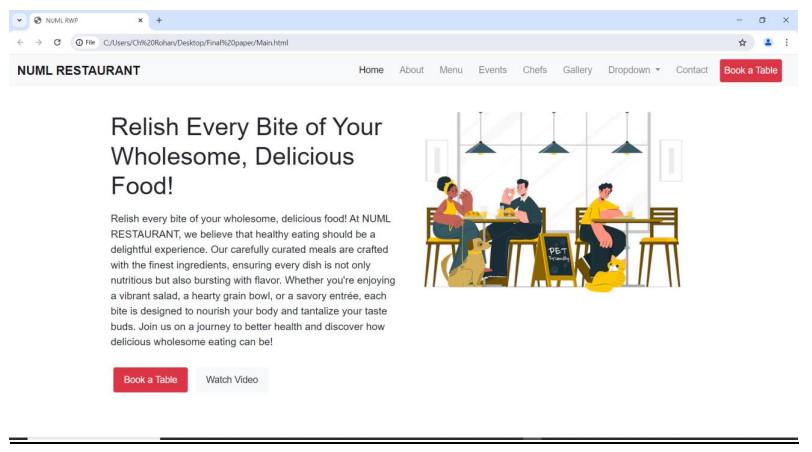 NUML RWP
File C:/Users/Ch%20Rohan/Desktop/Final%20paper/Main.html
NUML RESTAURANT Home About Menu Events Chefs Gallery Dropdown Contact Book a Table
Relish Every Bite of Your
Wholesome, Delicious
Food!
Relish every bite of your wholesome, delicious food! At NUML
RESTAURANT, we believe that healthy eating should be a
delightful experience. Our carefully curated meals are crafted
with the finest ingredients, ensuring every dish is not only
nutritious but also bursting with flavor. Whether you're enjoying
a vibrant salad, a hearty grain bowl, or a savory entrée, each
bite is designed to nourish your body and tantalize your taste
buds. Join us on a journey to better health and discover how
delicious wholesome eating can be!
Book a Table Watch Video
PET
Friendly